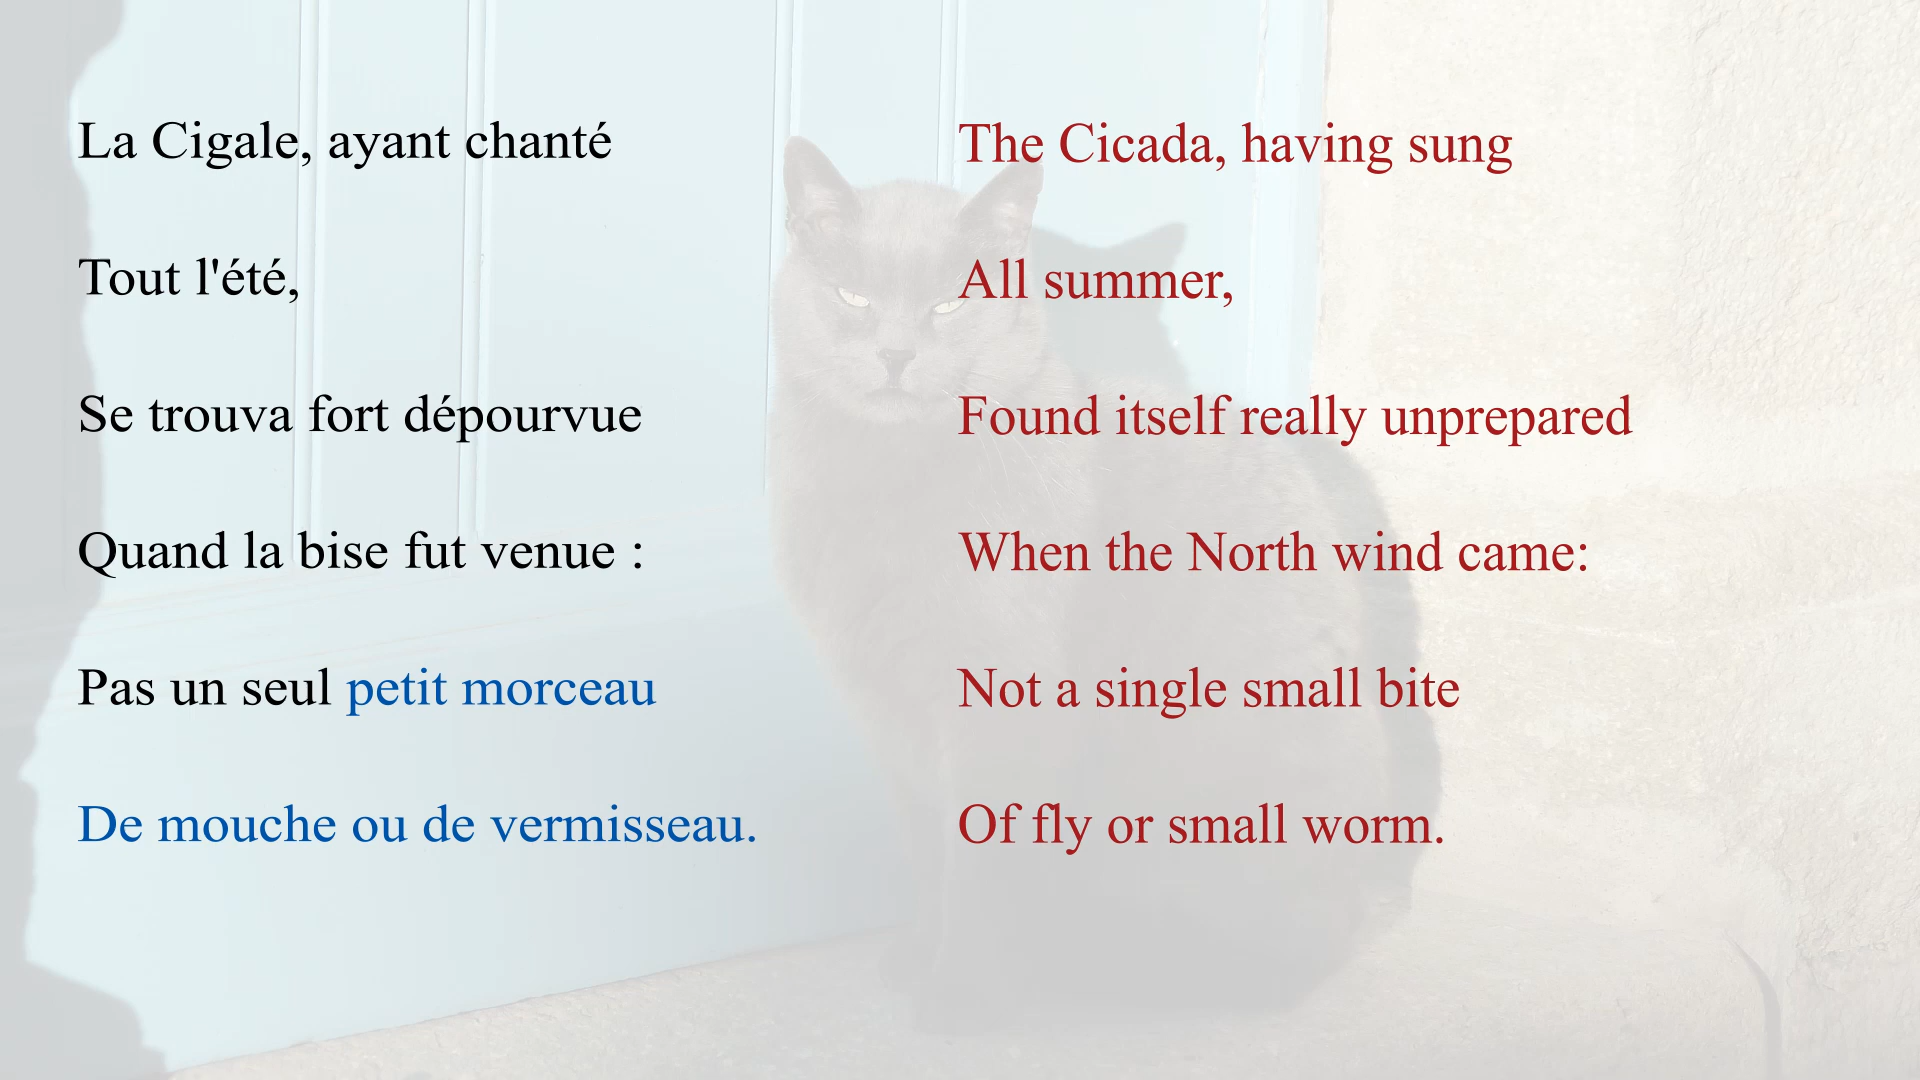 La Cigale, ayant chanté
Tout l'été,
Se trouva fort dépourvue
Quand la bise fut venue :
Pas un seul petit morceau
De mouche ou de vermisseau.
The Cicada, having sung
All summer,
Found itself really unprepared
When the North wind came:
Not a single small bite
Of fly or small worm.